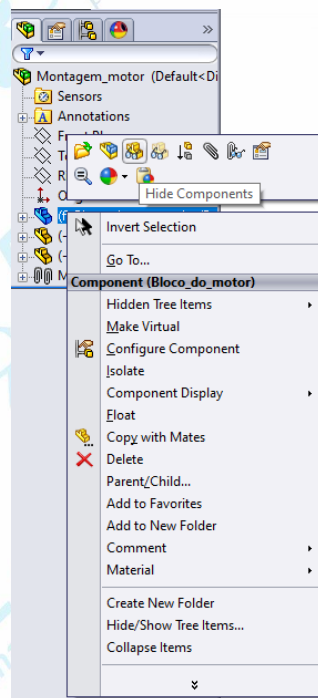 »
Montagem_motor (Default<Di
Sensors
Annotations
F
T
R
O
(f)
(-
(-
M
Hide Components
Invert Selection
Go To...
Component (Bloco_do_motor)
Hidden Tree Items
Make Virtual
Configure Component
Isolate
Component Display
Float
Copy with Mates
Delete
Parent/Child...
Add to Favorites
Add to New Folder
Comment
Material
Create New Folder
Hide/Show Tree Items...
Collapse Items